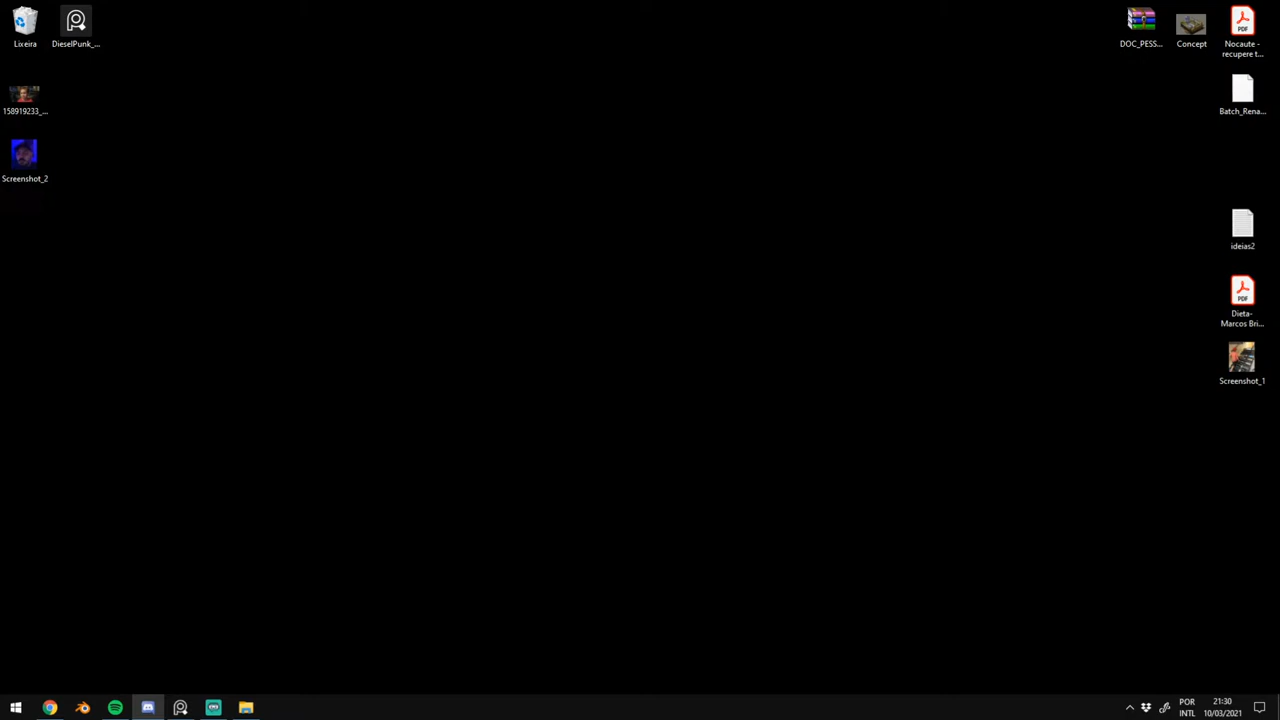 Lixeira
DieselPunk_...
DOC_PESS...
Concept
Nocaute -
recupere t...
158919233_...
Batch_Rena...
Screenshot_2
ideias2
PDF
Dieta-
Marcos Bri...
Screenshot_1
POR
INTL
21:30
10/03/2021